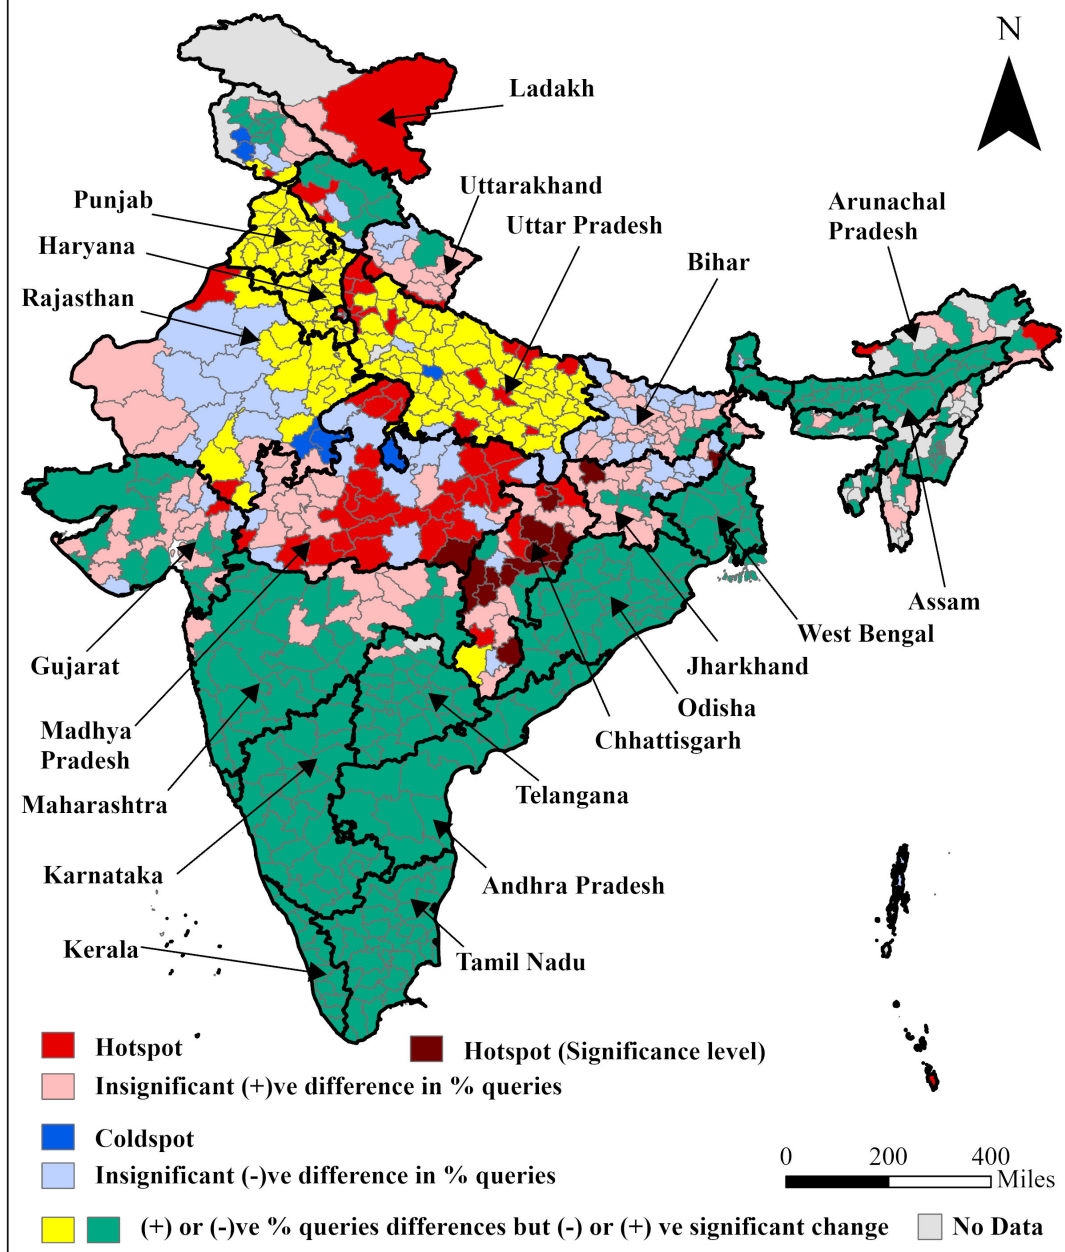 N
Ladakh
Punjab
Uttarakhand
Arunachal
Pradesh
Uttar Pradesh
Haryana
Bihar
Rajasthan
Assam
West Bengal
Gujarat
Jharkhand
Odisha
Madhya
Pradesh
Chhattisgarh
Maharashtra
Telangana
Karnataka
Andhra Pradesh
Kerala
Tamil Nadu
Hotspot
Hotspot (Significance level)
Insignificant (+)ve difference in % queries
Coldspot
Insignificant (-)ve difference in % queries
0 200 400
Miles
(+) or (-)ve % queries differences but (-) or (+) ve significant change
No Data